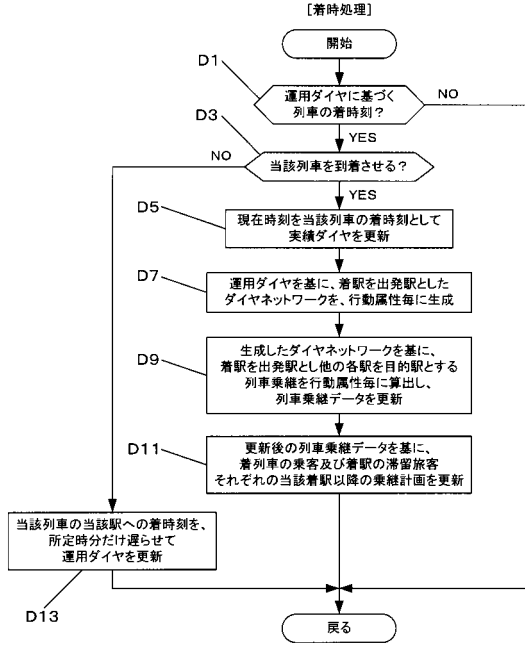 [着時処理]
開始
D1
運用ダイヤに基づく
列車の着時刻？
NO
YES
D3
当該列車を到着させる？
NO
YES
D5
現在時刻を当該列車の着時刻として
実績ダイヤを更新
D7
運用ダイヤを基に、着駅を出発駅とした
ダイヤネットワークを、行動属性毎に生成
D9
生成したダイヤネットワークを基に、
着駅を出発駅とし他の各駅を目的駅とする
列車乗継を行動属性毎に算出し、
列車乗継データを更新
D11
更新後の列車乗継データを基に、
着列車の乗客及び着駅の滞留旅客
それぞれの当該着駅以降の乗継計画を更新
当該列車の当該駅への着時刻を、
所定時分だけ遅らせて
運用ダイヤを更新
D13
戻る